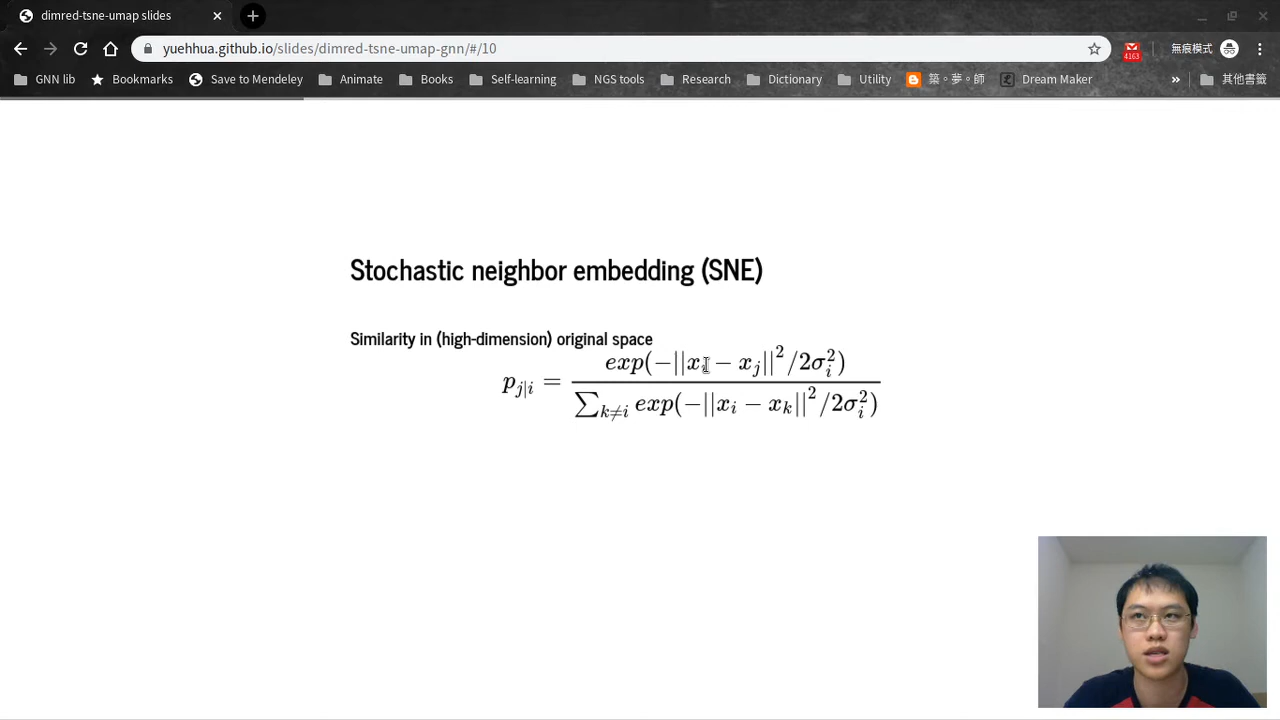 dimred-tsne-umap slides
yuehhua.github.io/slides/dimred-tsne-umap-gnn/#/10
4163
無痕模式
GNN lib Bookmarks Save to Mendeley Animate Books Self-learning NGS tools Research Dictionary Utility 築。夢。師 Dream Maker » 其他書籤
Stochastic neighbor embedding (SNE)
Similarity in (high-dimension) original space
p_{j|i} = \frac{exp(-||x_i - x_j||^2/2σ_i^2)}{∑_{k≠i} exp(-||x_i - x_k||^2/2σ_i^2)}